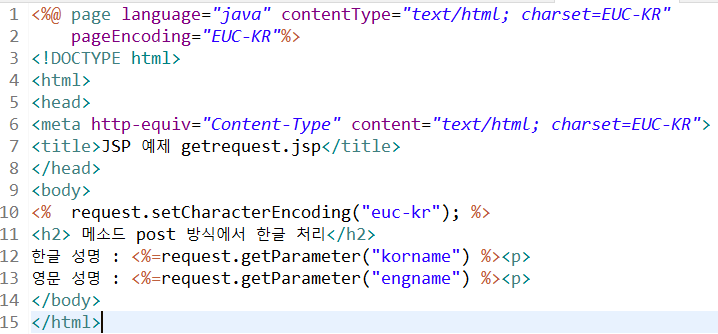 1 <%@ page language="java" contentType="text/html; charset=EUC-KR"
2     pageEncoding="EUC-KR"%>
3 <!DOCTYPE html>
4 <html>
5 <head>
6 <meta http-equiv="Content-Type" content="text/html; charset=EUC-KR">
7 <title>JSP 예제 getrequest.jsp</title>
8 </head>
9 <body>
10 <%  request.setCharacterEncoding("euc-kr"); %>
11 <h2> 메소드 post 방식에서 한글 처리</h2>
12 한글 성명 : <%=request.getParameter("korname") %><p>
13 영문 성명 : <%=request.getParameter("engname") %><p>
14 </body>
15 </html>